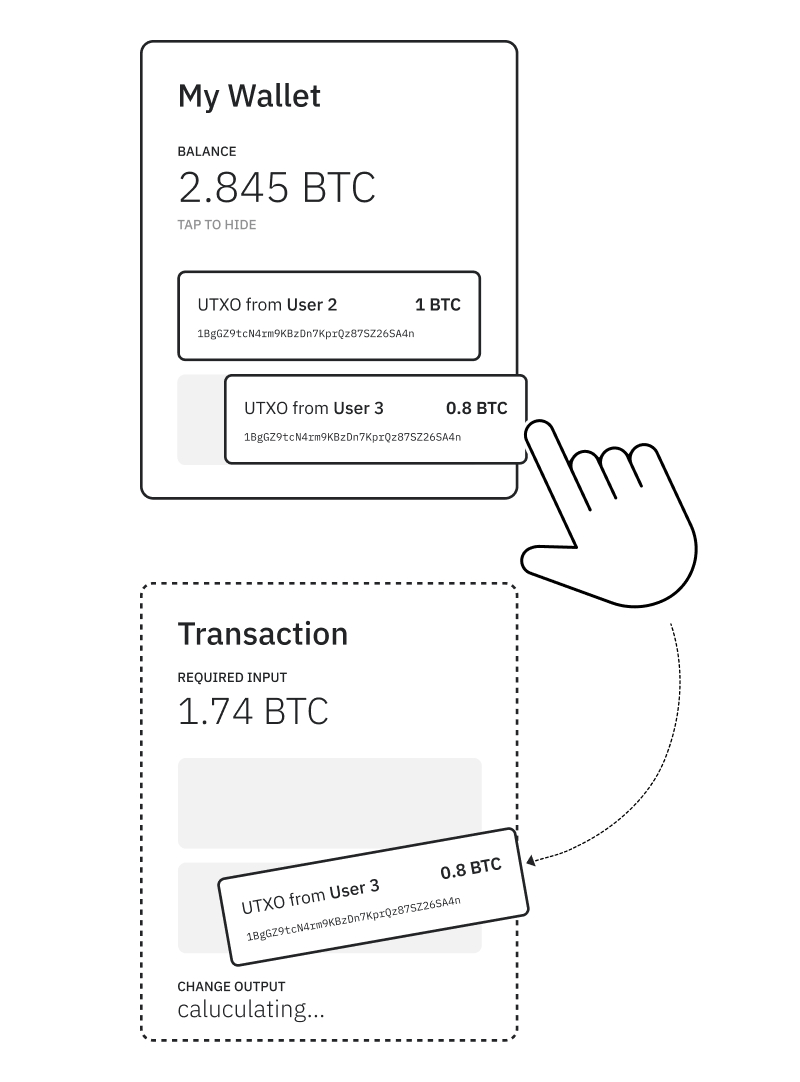 My Wallet
BALANCE
2.845 BTC
TAP TO HIDE
UTXO from User 2 1 BTC
1BgGZ9tcN4rm9KBzDn7KprQz87SZ26SA4n
UTXO from User 3 0.8 BTC
1BgGZ9tcN4rm9KBzDn7KprQz87SZ26SA4n
Transaction
REQUIRED INPUT
1.74 BTC
UTXO from User 3 0.8 BTC
1BgGZ9tcN4rm9KBzDn7KprQz87SZ26SA4n
CHANGE OUTPUT
caluculating...